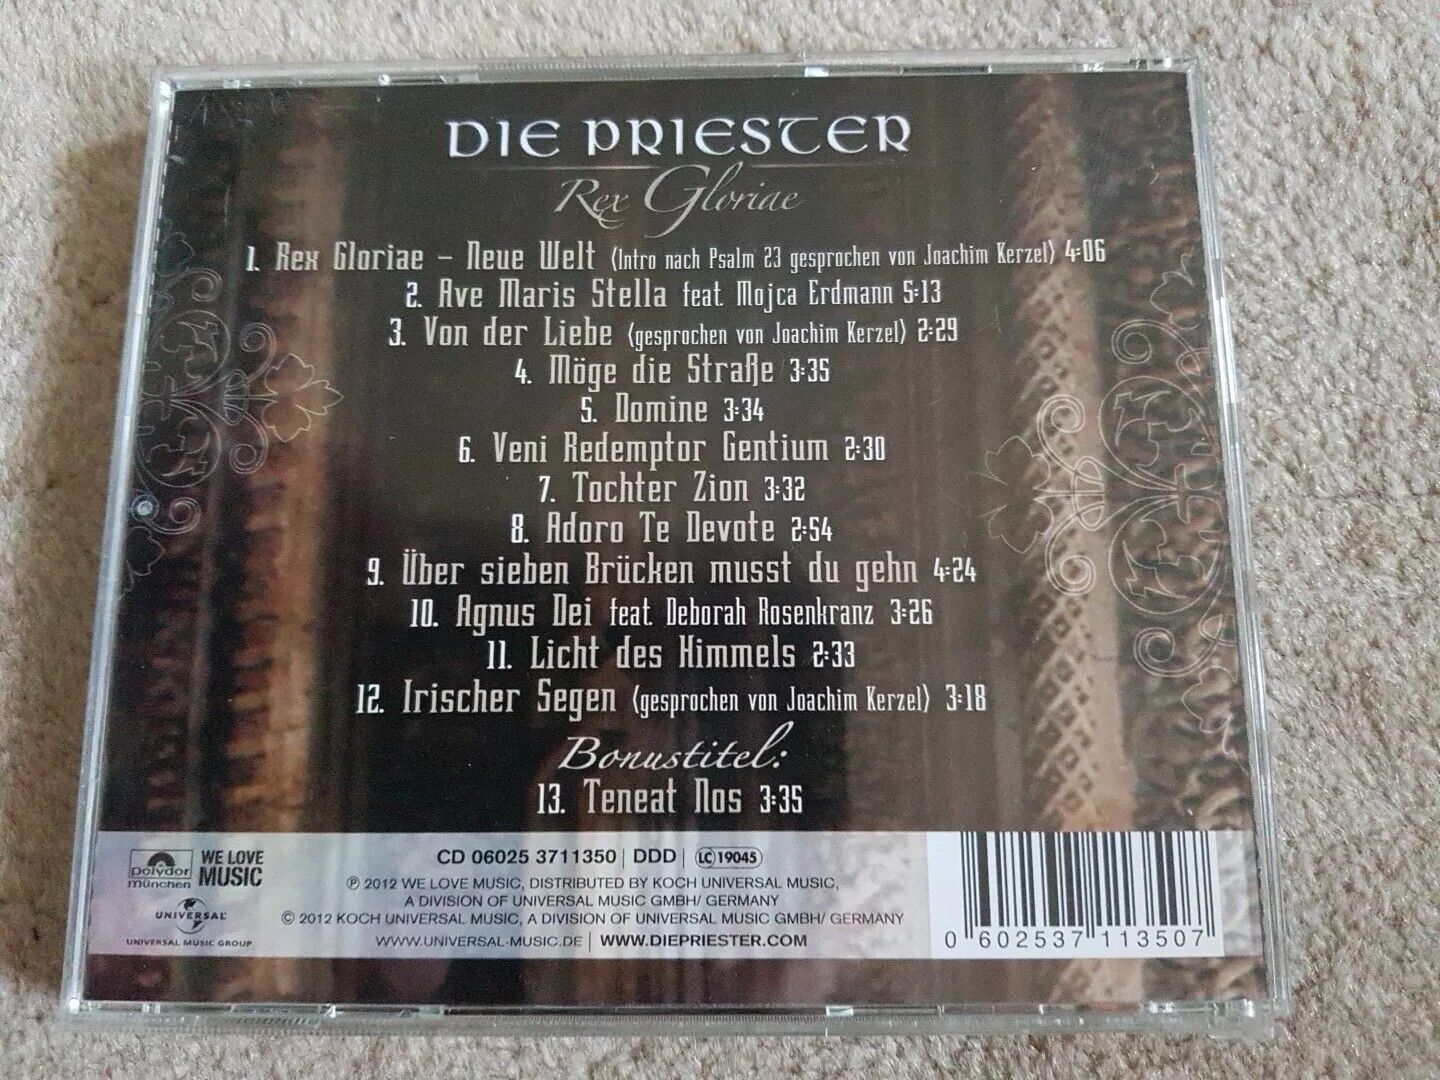 DIE PRIESTER
Rex Gloriae
1. Rex Gloriae – Neue Welt (Intro nach Psalm 23 gesprochen von Joachim Kerzel) 4:06
2. Ave Maris Stella feat. Mojca Erdmann 5:13
3. Von der Liebe (gesprochen von Joachim Kerzel) 2:29
4. Möge die Straße 3:35
5. Domine 3:34
6. Veni Redemptor Gentium 2:30
7. Tochter Zion 3:32
8. Adoro Te Devote 2:54
9. Über sieben Brücken musst du gehn 4:24
10. Agnus Dei feat. Deborah Rosenkranz 3:26
11. Licht des Himmels 2:33
12. Irischer Segen (gesprochen von Joachim Kerzel) 3:18
Bonustitel:
13. Teneat Nos 3:35
polydor
münchen
WE LOVE
MUSIC
UNIVERSAL
UNIVERSAL MUSIC GROUP
CD 06025 3711350 | DDD | LC 19045
℗ 2012 WE LOVE MUSIC, DISTRIBUTED BY KOCH UNIVERSAL MUSIC,
A DIVISION OF UNIVERSAL MUSIC GMBH/ GERMANY
© 2012 KOCH UNIVERSAL MUSIC, A DIVISION OF UNIVERSAL MUSIC GMBH/ GERMANY
WWW.UNIVERSAL-MUSIC.DE | WWW.DIEPRIESTER.COM
0 602537 113507